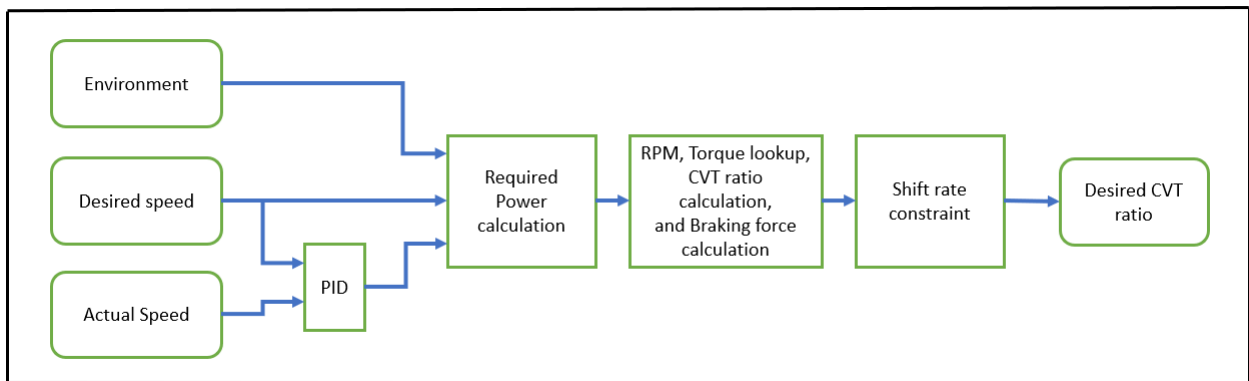 Environment
Desired speed
Actual Speed
PID
Required
Power
calculation
RPM, Torque lookup,
CVT ratio
calculation,
and Braking force
calculation
Shift rate
constraint
Desired CVT
ratio